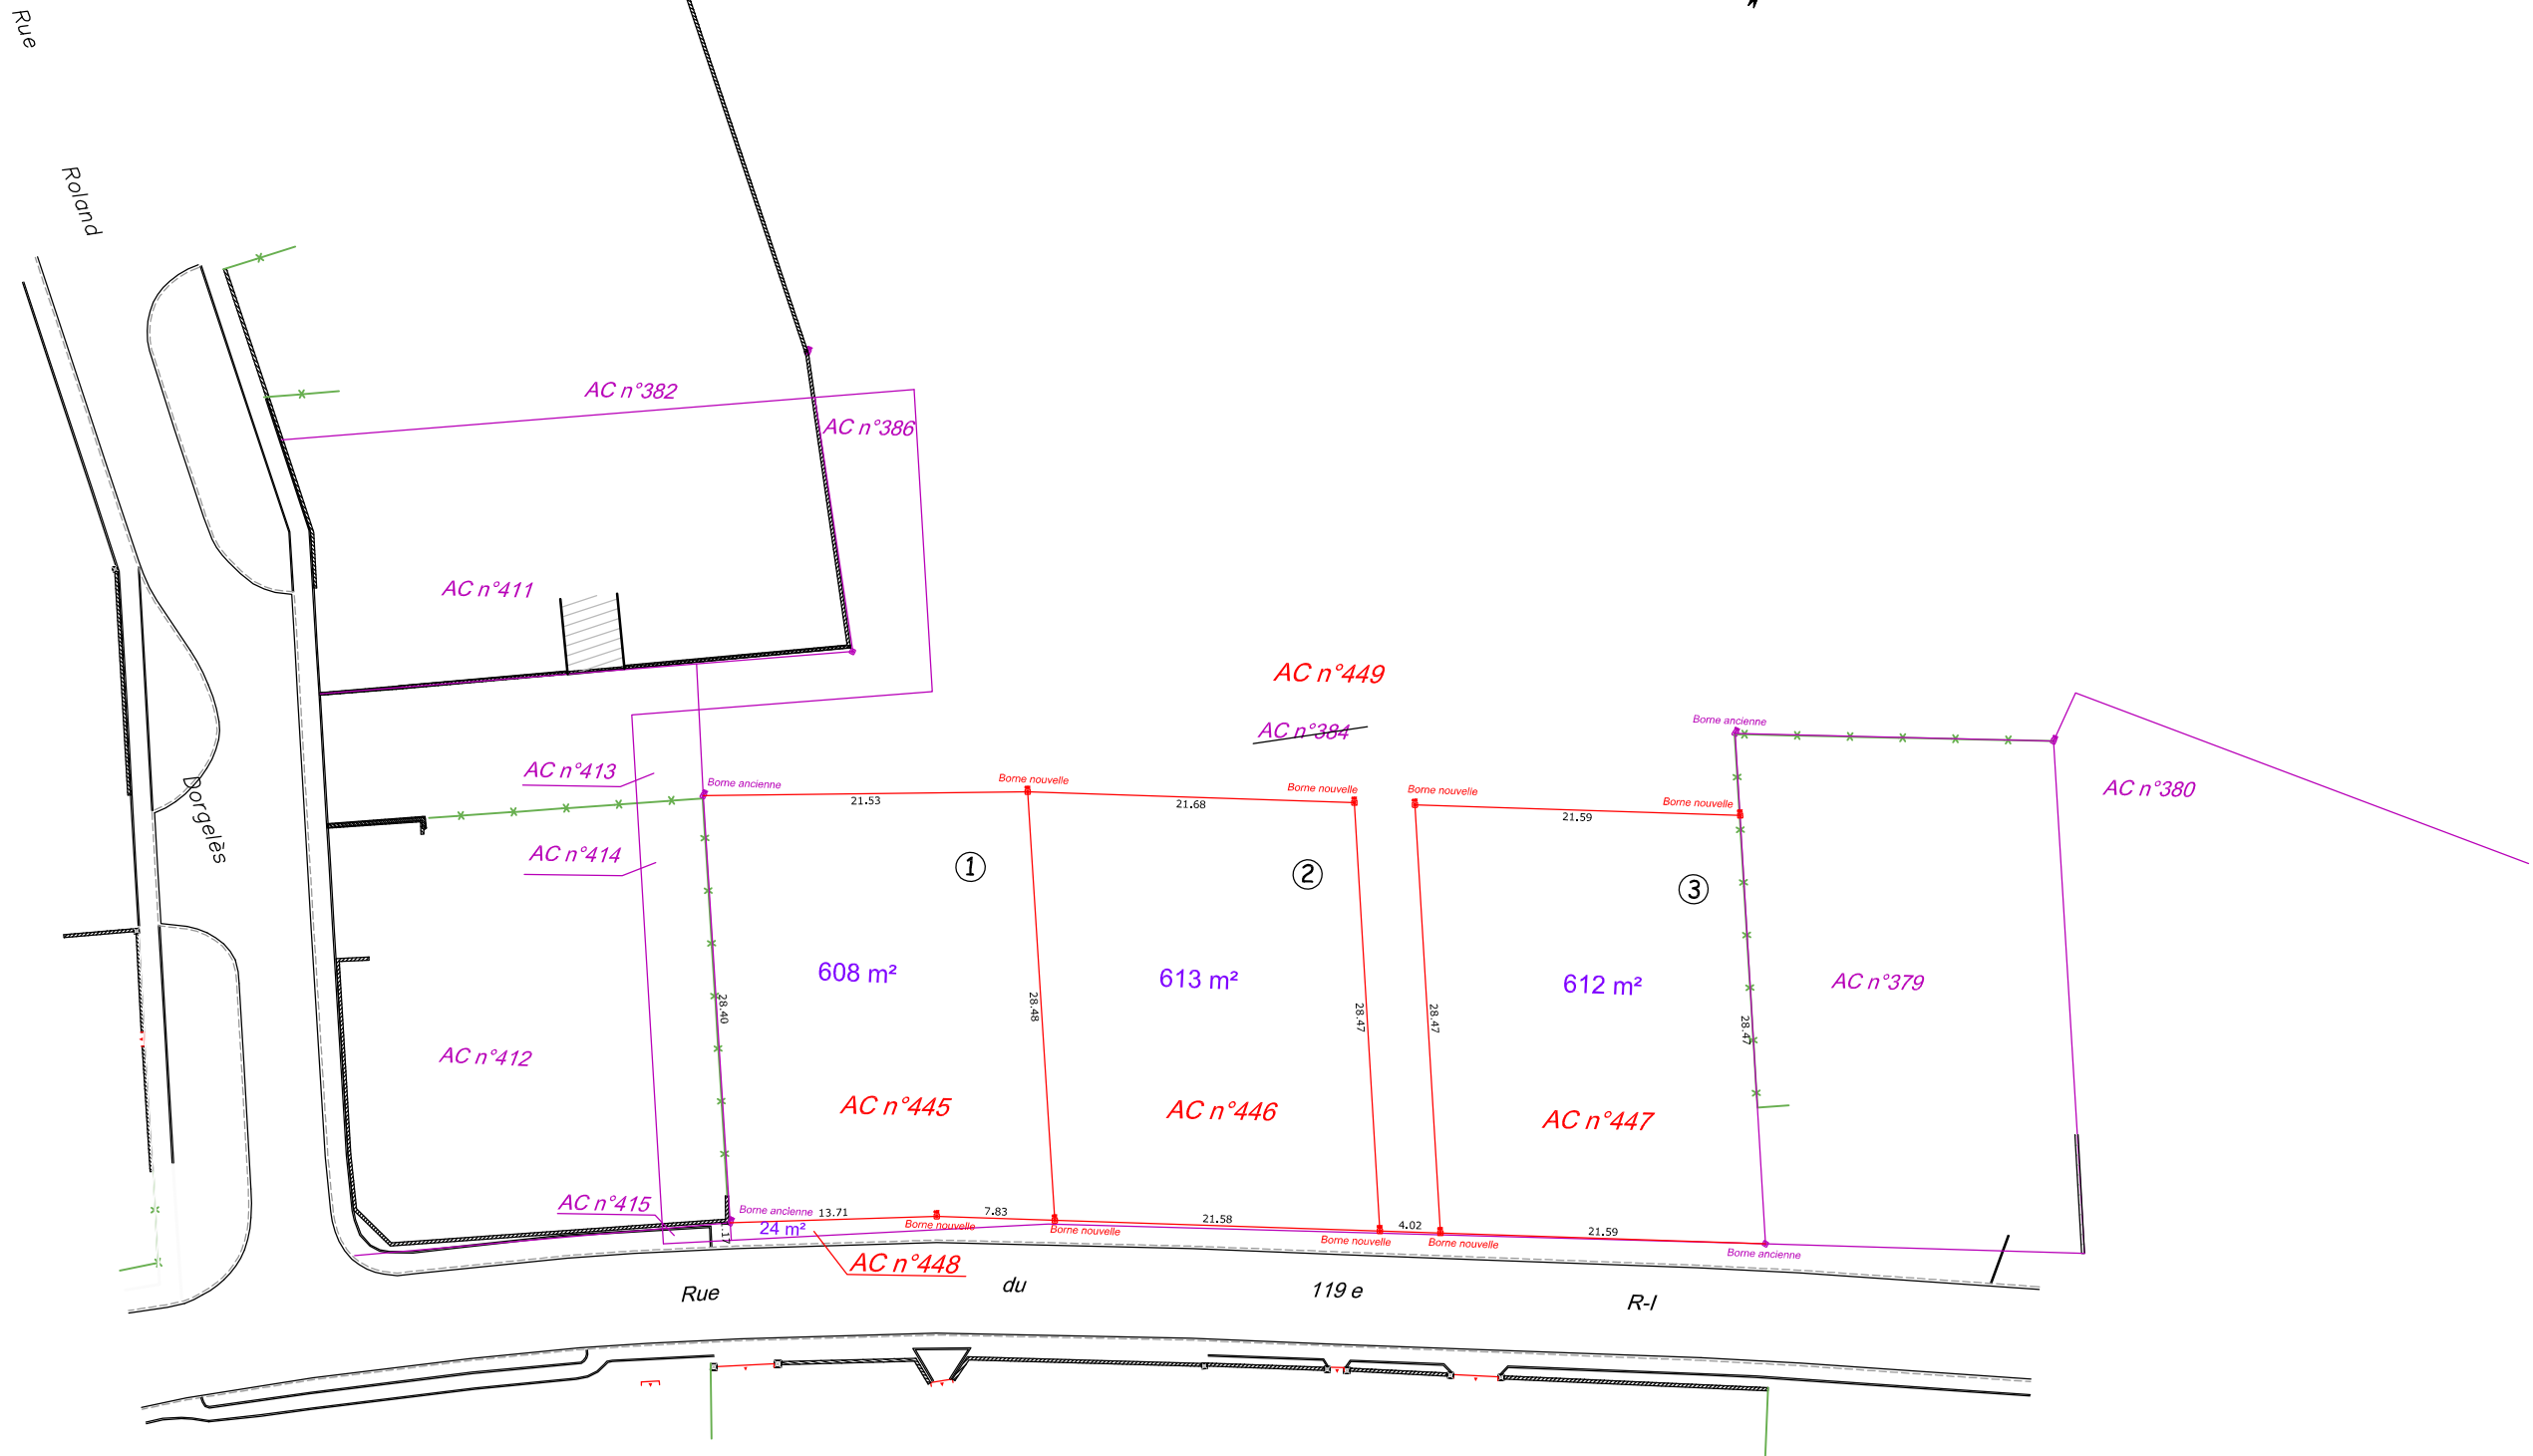 Rue
Roland
Dorgelès
AC n°382
AC n°386
AC n°411
AC n°449
AC n°384
Borne ancienne
AC n°413
Borne ancienne
Borne nouvelle
Borne nouvelle
Borne nouvelle
Borne nouvelle
AC n°380
21.53
21.68
21.59
AC n°414
1
2
3
608 m²
613 m²
612 m²
AC n°379
28.40
28.48
28.47
28.47
28.47
AC n°412
AC n°445
AC n°446
AC n°447
AC n°415
Borne ancienne
13.71
7.83
21.58
4.02
21.59
24 m²
Borne nouvelle
Borne nouvelle
Borne nouvelle
Borne nouvelle
Borne ancienne
AC n°448
Rue du 119 e R-I